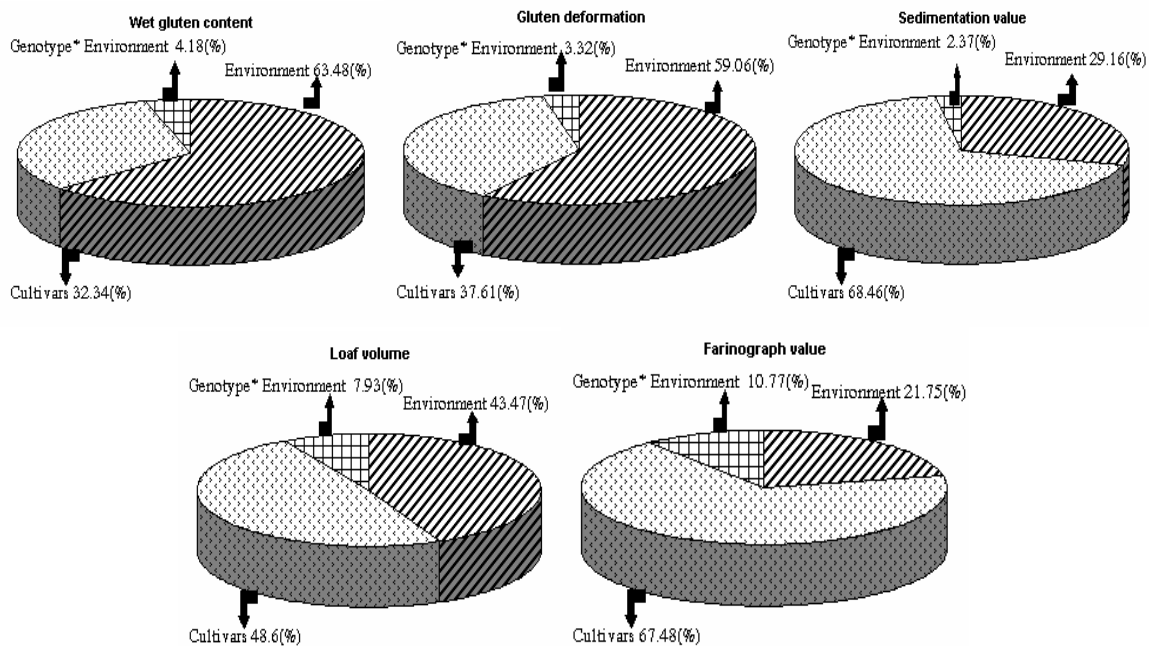 Wet gluten content
Genotype* Environment 4.18(%)
Environment 63.48(%)
Cultivars 32.34(%)
Gluten deformation
Genotype* Environment 3.32(%)
Environment 59.06(%)
Cultivars 37.61(%)
Sedimentation value
Genotype* Environment 2.37(%)
Environment 29.16(%)
Cultivars 68.46(%)
Loaf volume
Genotype* Environment 7.93(%)
Environment 43.47(%)
Cultivars 48.6(%)
Farinograph value
Genotype* Environment 10.77(%)
Environment 21.75(%)
Cultivars 67.48(%)